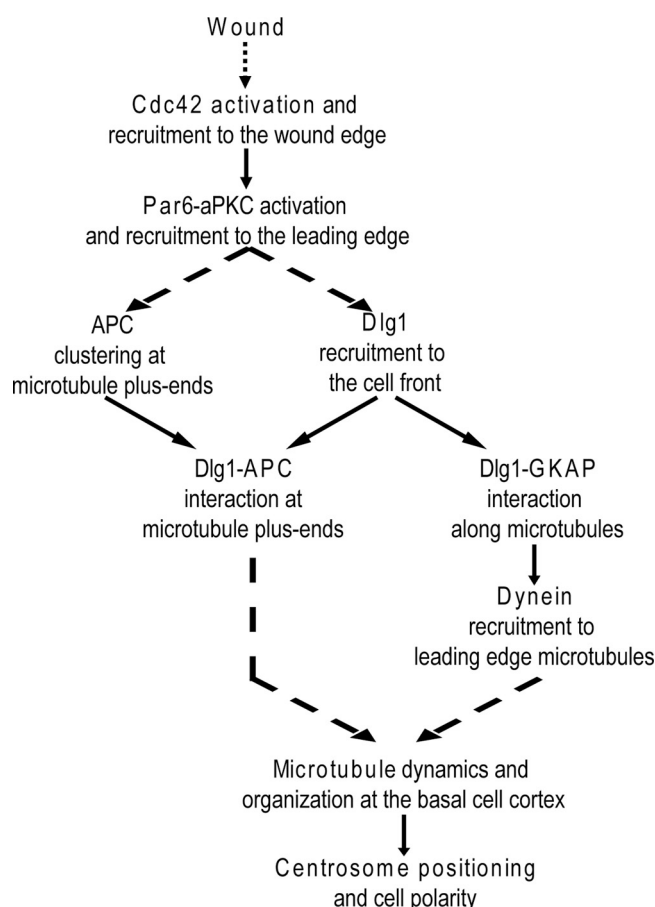 Wound
Cdc42 activation and
recruitment to the wound edge
Par6-aPKC activation
and recruitment to the leading edge
APC
clustering at
microtubule plus-ends
Dlg1
recruitment to
the cell front
Dlg1-APC
interaction at
microtubule plus-ends
Dlg1-GKAP
interaction
along microtubules
Dynein
recruitment to
leading edge microtubules
Microtubule dynamics and
organization at the basal cell cortex
Centrosome positioning
and cell polarity